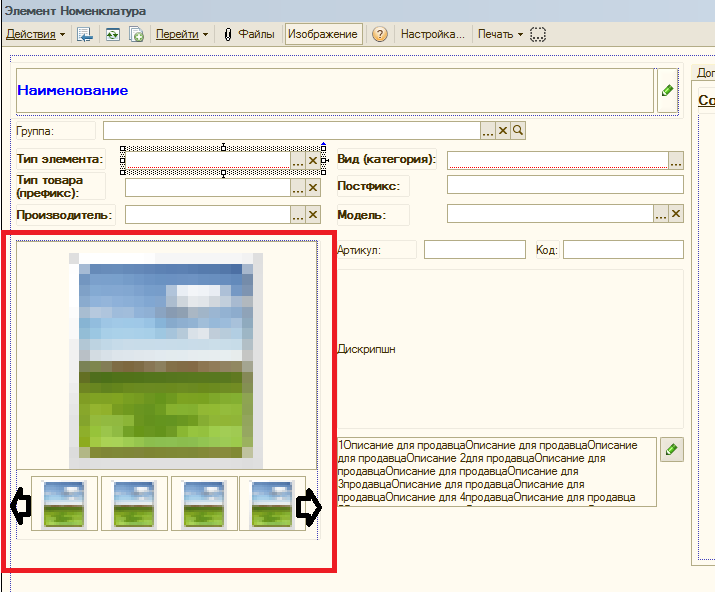 Элемент Номенклатура
Действия Перейти Файлы Изображение ? Настройка... Печать
Наименование
Группа: ... ×
Тип элемента: ... ×
Вид (категория): ...
Тип товара
(префикс): ... ×
Постфикс:
Производитель: ... ×
Модель: ... ×
Артикул:
Код:
Дискрипшн
1Описание для продавцаОписание для продавцаОписание
для продавцаОписание 2для продавцаОписание для
продавцаОписание для продавцаОписание для
3продавцаОписание для продавцаОписание для
продавцаОписание для 4продавцаОписание для продавца
Доп
Со